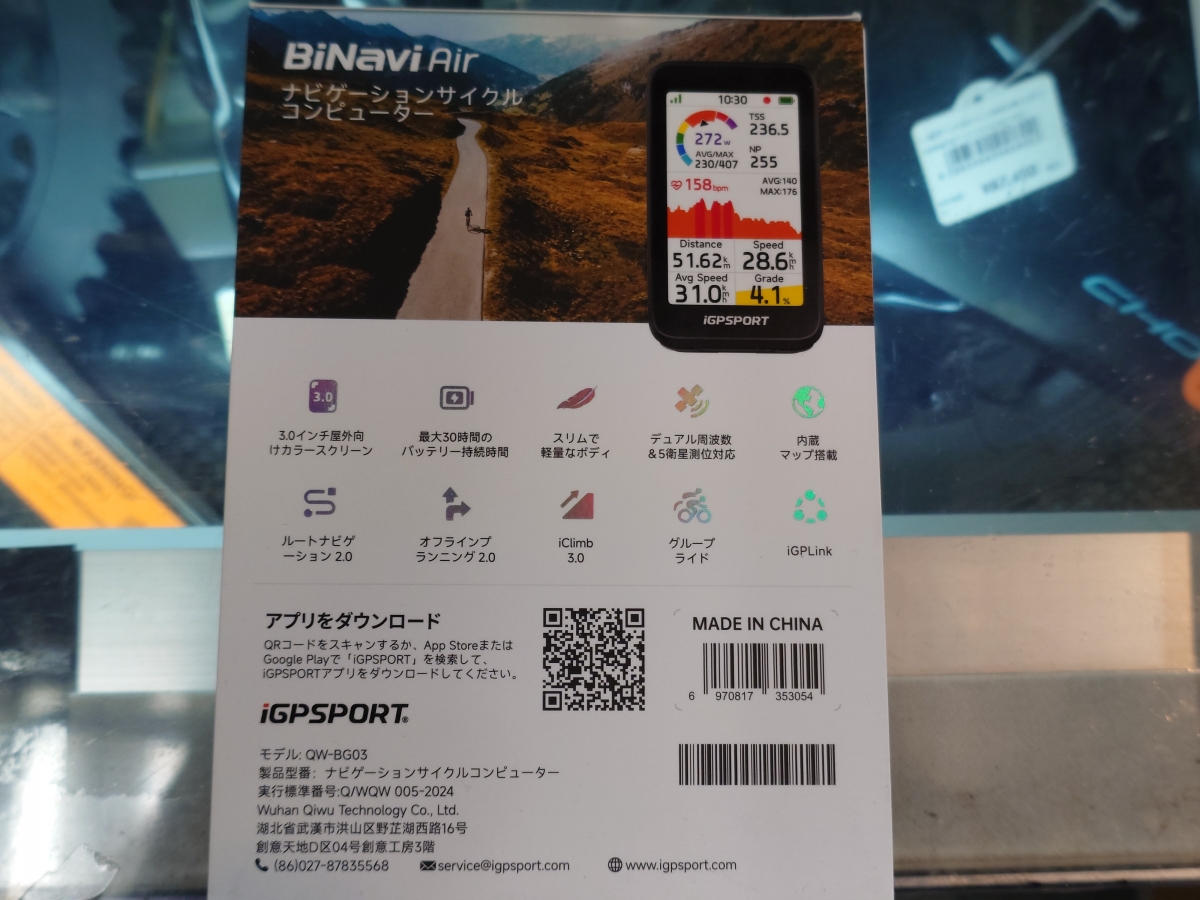 BiNavi Air
ナビゲーションサイクル
コンピューター
10:30
272w
AVG/MAX
230/407
TSS
236.5
NP
255
158bpm
AVG:140
MAX:176
Distance
51.62km
Speed
28.6km/h
Avg Speed
31.0km/h
Grade
4.1%
iGPSPORT
3.0
3.0インチ屋外向
けカラースクリーン
最大30時間の
バッテリー持続時間
スリムで
軽量なボディ
デュアル周波数
&5衛星測位対応
内蔵
マップ搭載
ルートナビゲ
ーション 2.0
オフラインプ
ランニング 2.0
iClimb
3.0
グループ
ライド
iGPLink
アプリをダウンロード
QRコードをスキャンするか、App Storeまたは
Google Playで「iGPSPORT」を検索して、
iGPSPORTアプリをダウンロードしてください。
MADE IN CHINA
6 970817 353054
iGPSPORT®
モデル: QW-BG03
製品型番: ナビゲーションサイクルコンピューター
実行標準番号:Q/WQW 005-2024
Wuhan Qiwu Technology Co., Ltd.
湖北省武漢市洪山区野芷湖西路16号
創意天地D区04号創意工房3階
(86)027-87835568 service@igpsport.com www.igpsport.com